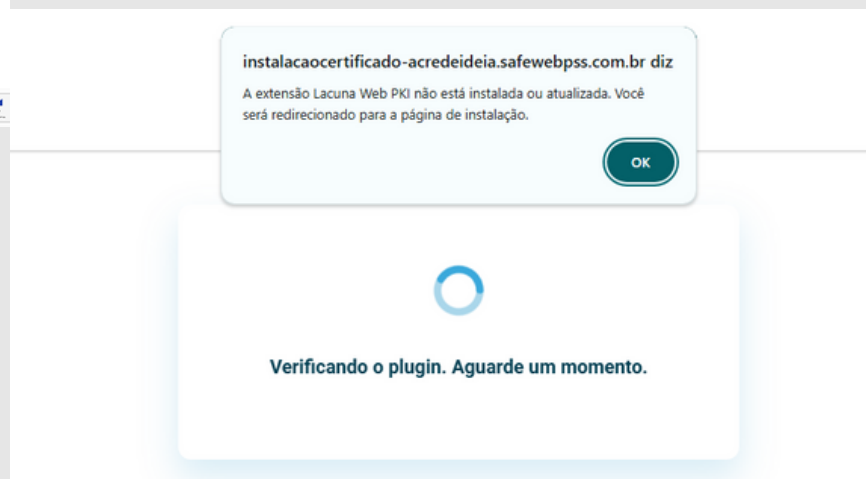 instalacaocertificado-acredeideia.safewebpss.com.br diz
A extensão Lacuna Web PKI não está instalada ou atualizada. Você
será redirecionado para a página de instalação.
OK
Verificando o plugin. Aguarde um momento.